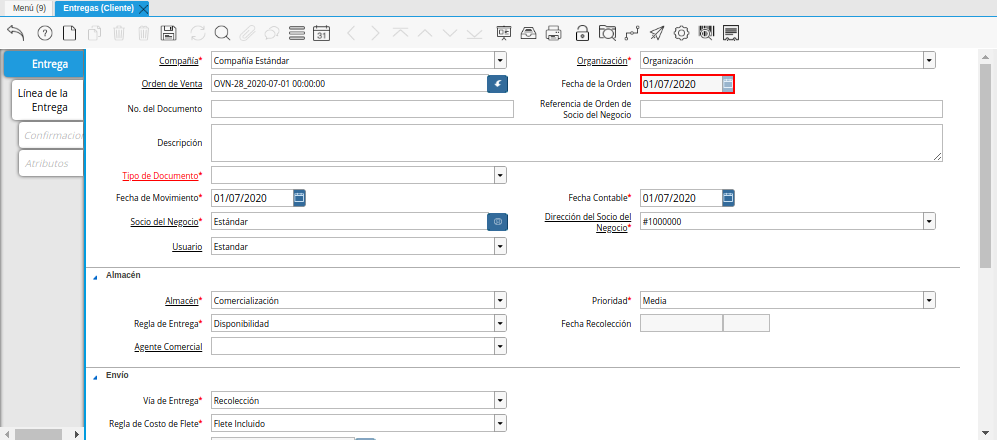 Menú (9) Entregas (Cliente)
Entrega
Línea de la
Entrega
Confirmacio
Atributos
Compañía* Compañía Estándar Organización* Organización
Orden de Venta OVN-28_2020-07-01 00:00:00 Fecha de la Orden 01/07/2020
No. del Documento Referencia de Orden de
Socio del Negocio
Descripción
Tipo de Documento*
Fecha de Movimiento* 01/07/2020 Fecha Contable* 01/07/2020
Socio del Negocio* Estándar Dirección del Socio del
Negocio* #1000000
Usuario Estandar
Almacén
Almacén* Comercialización Prioridad* Media
Regla de Entrega* Disponibilidad Fecha Recolección
Agente Comercial
Envío
Vía de Entrega* Recolección
Regla de Costo de Flete* Flete Incluido